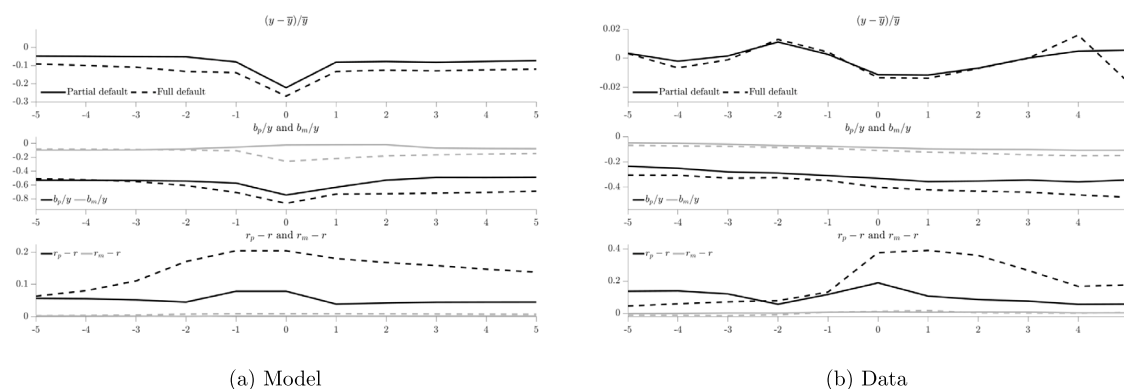 (y − ȳ)/ȳ
0
-0.1
-0.2
-0.3
Partial default Full default
-5 -4 -3 -2 -1 0 1 2 3 4 5
b_p/y and b_m/y
0
-0.2
-0.4
-0.6
-0.8
b_p/y b_m/y
-5 -4 -3 -2 -1 0 1 2 3 4 5
r_p − r and r_m − r
0.2
0.1
0
r_p − r r_m − r
-5 -4 -3 -2 -1 0 1 2 3 4 5
(a) Model
(y − ȳ)/ȳ
0.02
0
-0.02
Partial default Full default
-5 -4 -3 -2 -1 0 1 2 3 4
b_p/y and b_m/y
0
-0.2
-0.4
b_p/y b_m/y
-5 -4 -3 -2 -1 0 1 2 3 4
r_p − r and r_m − r
0.4
0.2
0
r_p − r r_m − r
-5 -4 -3 -2 -1 0 1 2 3 4
(b) Data